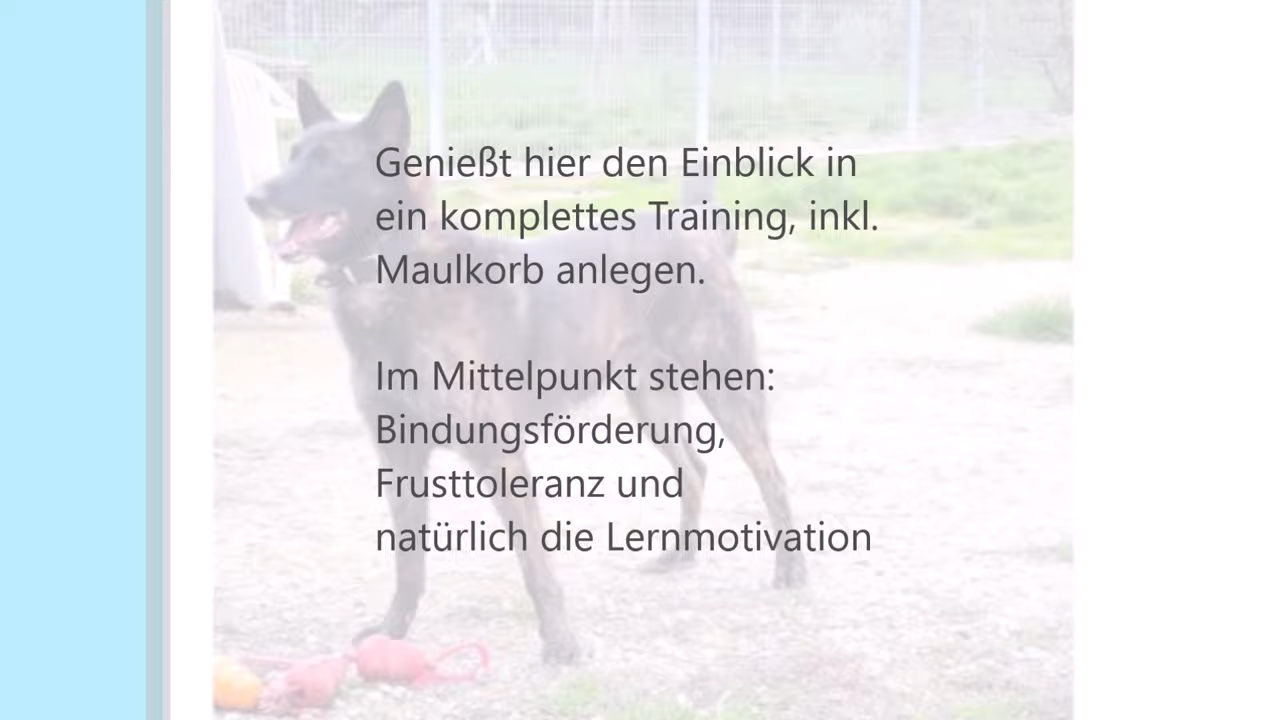 Genießt hier den Einblick in
ein komplettes Training, inkl.
Maulkorb anlegen.
Im Mittelpunkt stehen:
Bindungsförderung,
Frusttoleranz und
natürlich die Lernmotivation